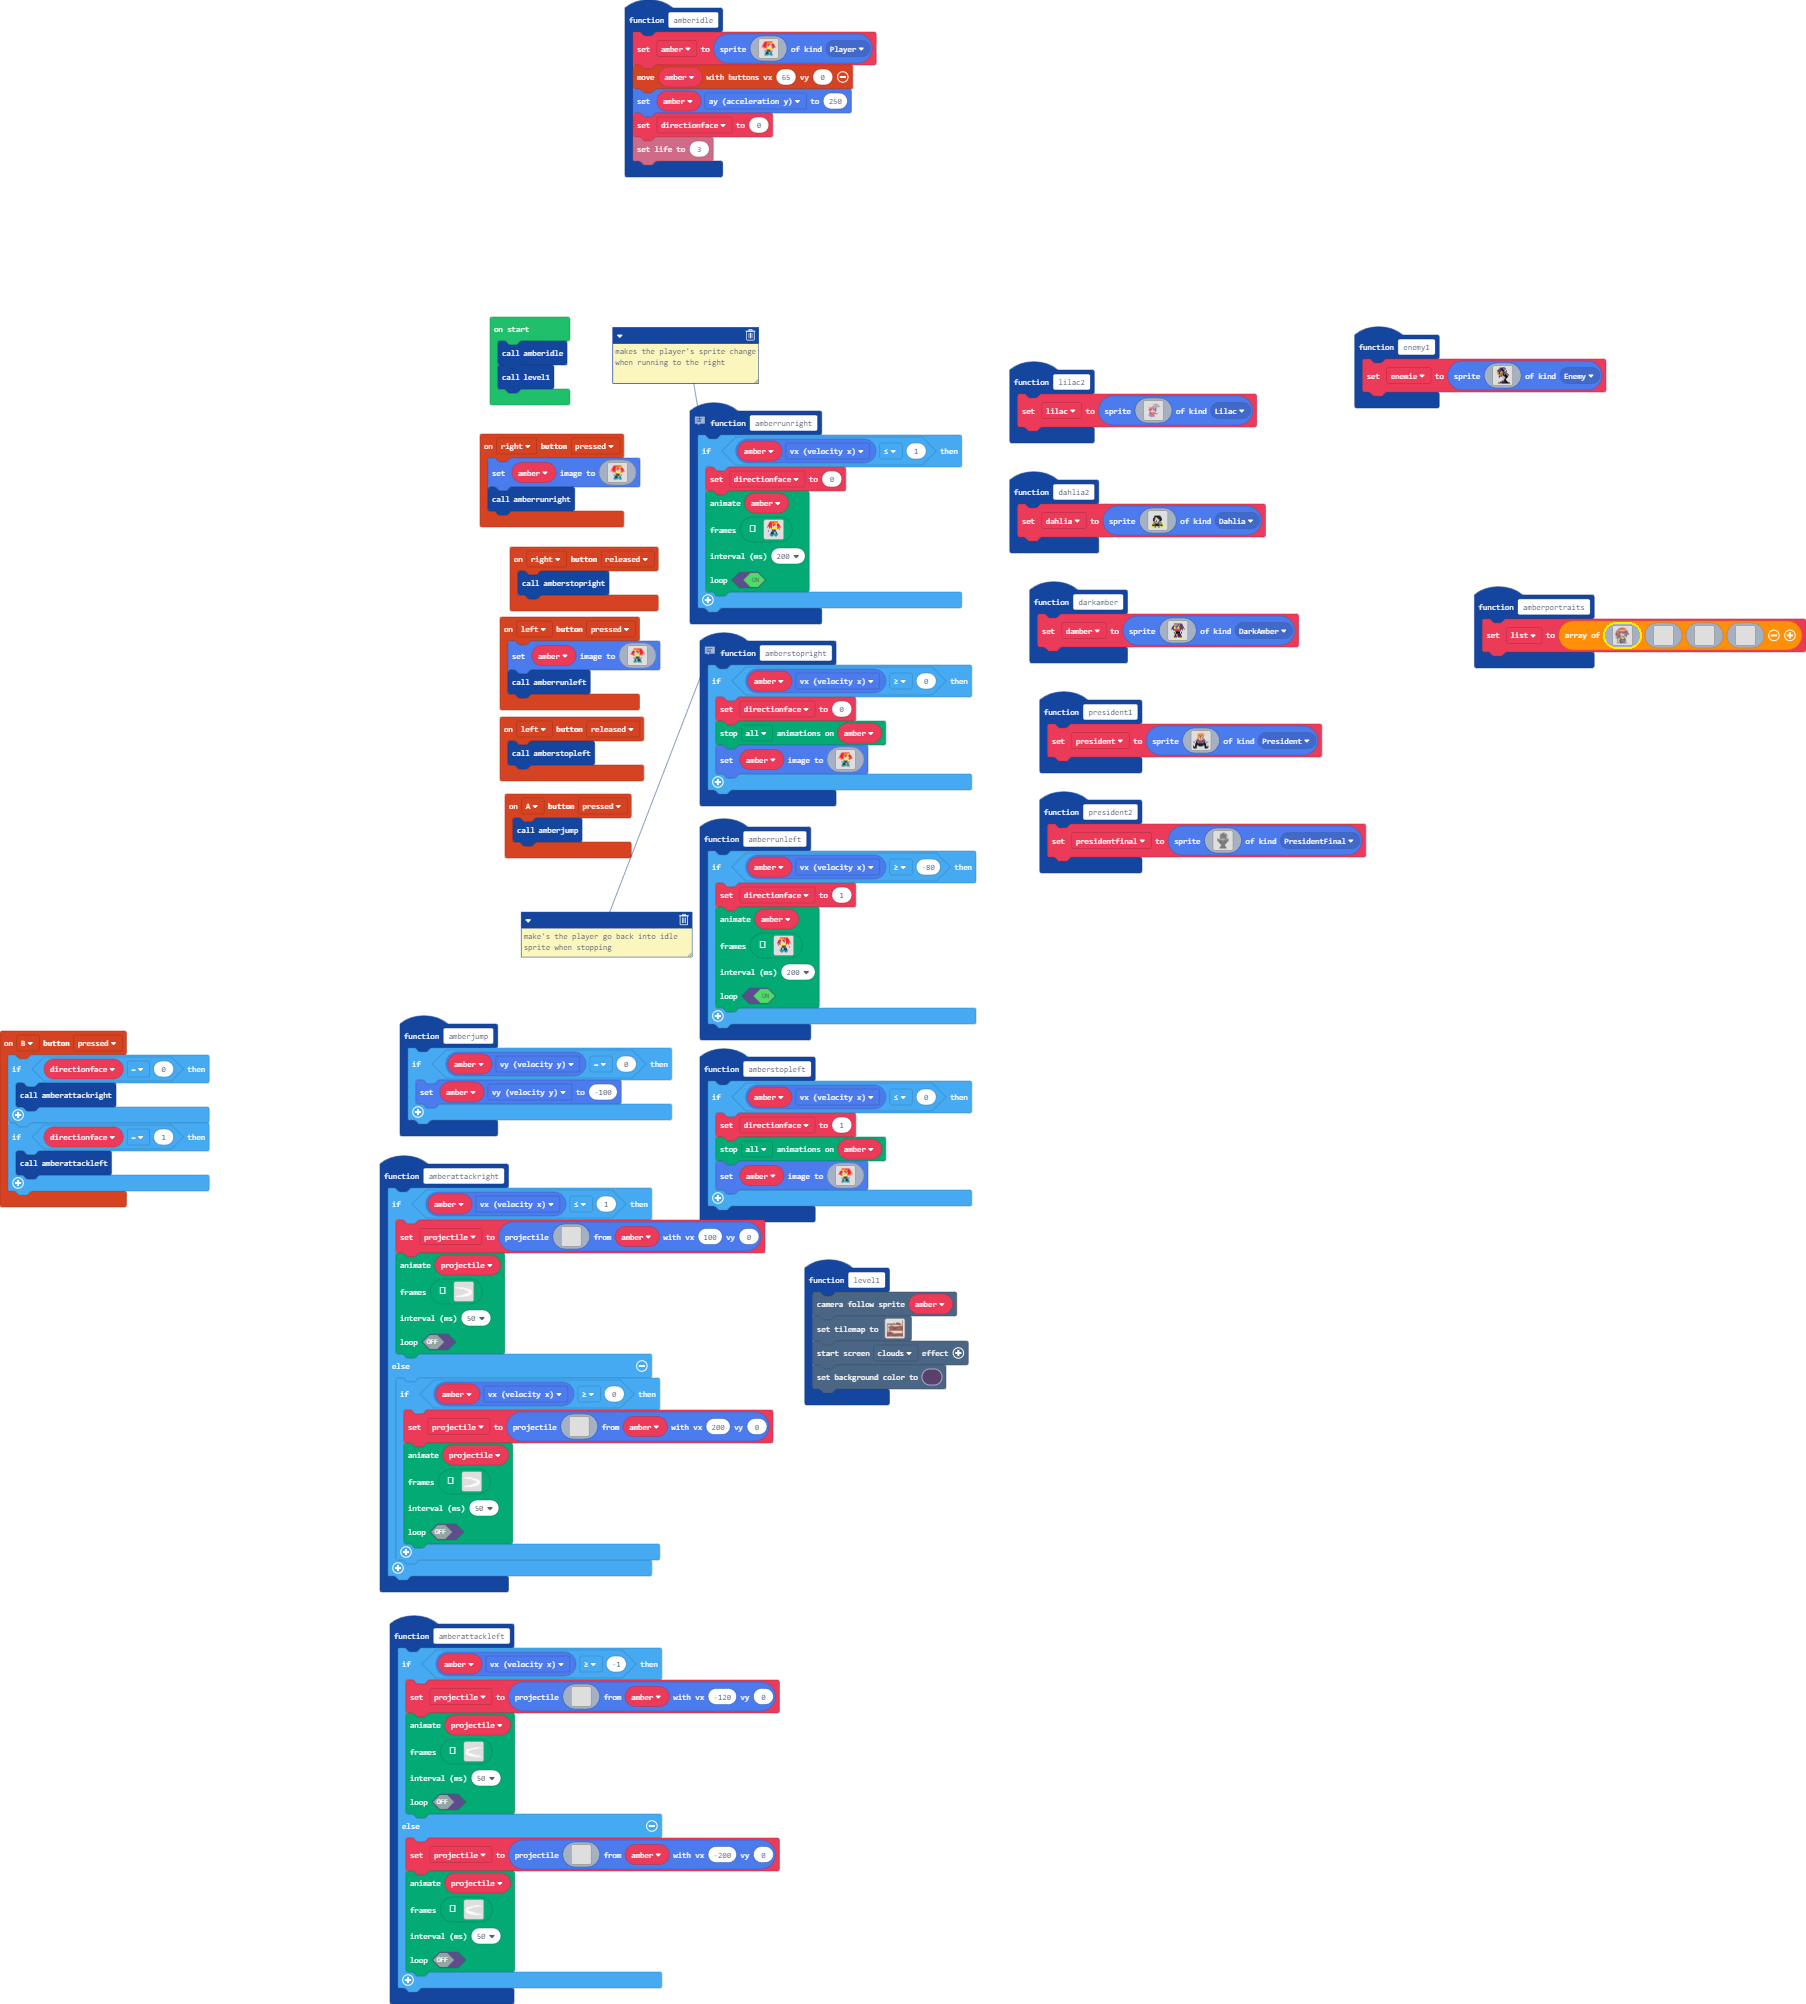 function amberidle
set amber to sprite of kind Player
move amber with buttons vx 65 vy 0
set amber ay (acceleration y) to 250
set directionface to 0
set life to 3
on start
call amberidle
call level1
makes the player's sprite change
when running to the right
on right button pressed
set amber image to
call amberrunright
on right button released
call amberstopright
on left button pressed
set amber image to
call amberrunleft
on left button released
call amberstopleft
on A button pressed
call amberjump
make's the player go back into idle
sprite when stopping
function amberrunright
if amber vx (velocity x) ≤ 1 then
set directionface to 0
animate amber
frames
interval (ms) 200
loop ON
function amberstopright
if amber vx (velocity x) ≥ 0 then
set directionface to 0
stop all animations on amber
set amber image to
function amberrunleft
if amber vx (velocity x) ≥ -80 then
set directionface to 1
animate amber
frames
interval (ms) 200
loop ON
function amberstopleft
if amber vx (velocity x) ≤ 0 then
set directionface to 1
stop all animations on amber
set amber image to
function lilac2
set lilac to sprite of kind Lilac
function dahlia2
set dahlia to sprite of kind Dahlia
function darkamber
set damber to sprite of kind DarkAmber
function president1
set president to sprite of kind President
function president2
set presidentfinal to sprite of kind PresidentFinal
function enemy1
set enemie to sprite of kind Enemy
function amberportraits
set list to array of
on B button pressed
if directionface = 0 then
call amberattackright
if directionface = 1 then
call amberattackleft
function amberjump
if amber vy (velocity y) = 0 then
set amber vy (velocity y) to -100
function amberattackright
if amber vx (velocity x) ≤ 1 then
set projectile to projectile from amber with vx 100 vy 0
animate projectile
frames
interval (ms) 50
loop OFF
else
if amber vx (velocity x) ≥ 0 then
set projectile to projectile from amber with vx 200 vy 0
animate projectile
frames
interval (ms) 50
loop OFF
function level1
camera follow sprite amber
set tilemap to
start screen clouds effect
set background color to
function amberattackleft
if amber vx (velocity x) ≥ -1 then
set projectile to projectile from amber with vx -120 vy 0
animate projectile
frames
interval (ms) 50
loop OFF
else
set projectile to projectile from amber with vx -200 vy 0
animate projectile
frames
interval (ms) 50
loop OFF